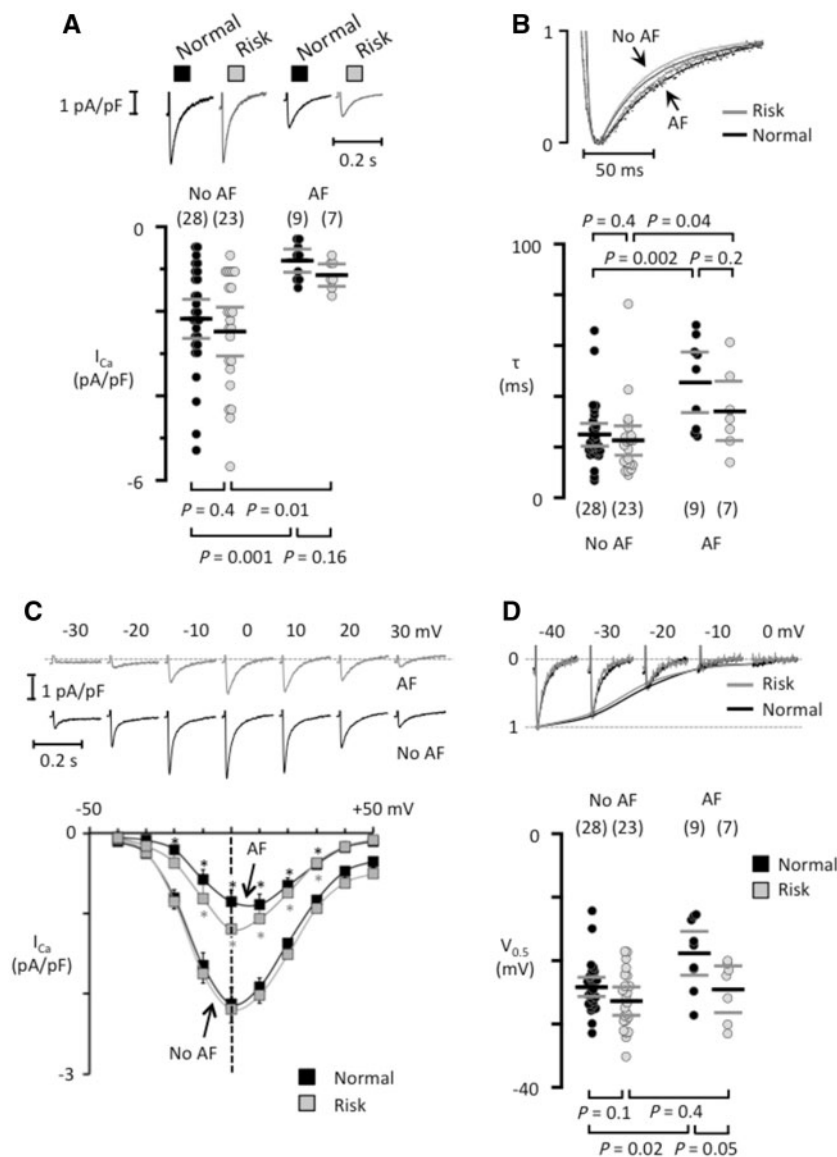 A
Normal Risk Normal Risk
1 pA/pF
0.2 s
No AF AF
(28) (23) (9) (7)
0
I_Ca
(pA/pF)
-6
P = 0.4 P = 0.01
P = 0.001 P = 0.16
B
1
No AF
AF
Risk
Normal
0
50 ms
P = 0.4 P = 0.04
100
P = 0.002 P = 0.2
τ
(ms)
0
(28) (23) (9) (7)
No AF AF
C
-30 -20 -10 0 10 20 30 mV
1 pA/pF
AF
0.2 s
No AF
-50 +50 mV
0
* * * * * *
AF
* * * * *
I_Ca
(pA/pF)
No AF
-3
Normal
Risk
D
-40 -30 -20 -10 0 mV
0
Risk
Normal
1
No AF AF
0
(28) (23) (9) (7)
Normal
Risk
V_0.5
(mV)
-40
P = 0.1 P = 0.4
P = 0.02 P = 0.05